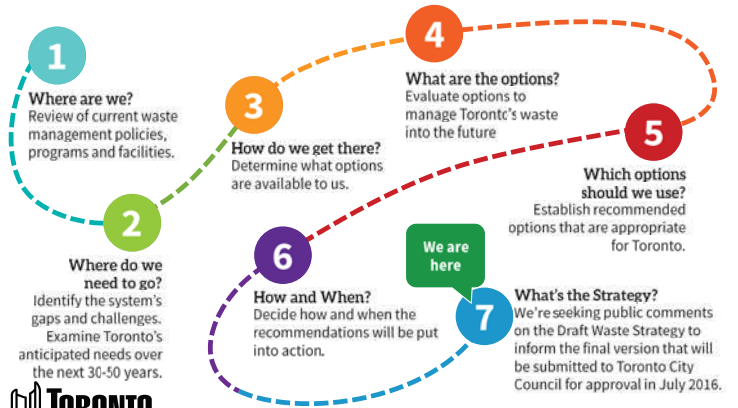 1
Where are we?
Review of current waste
management policies,
programs and facilities.
2
Where do we
need to go?
Identify the system's
gaps and challenges.
Examine Toronto's
anticipated needs over
the next 30-50 years.
3
How do we get there?
Determine what options
are available to us.
4
What are the options?
Evaluate options to
manage Torontc's waste
into the future
5
Which options
should we use?
Establish recommended
options that are appropriate
for Toronto.
6
How and When?
Decide how and when the
recommendations will be put
into action.
We are
here
7
What's the Strategy?
We're seeking public comments
on the Draft Waste Strategy to
inform the final version that will
be submitted to Toronto City
Council for approval in July 2016.
TORONTO